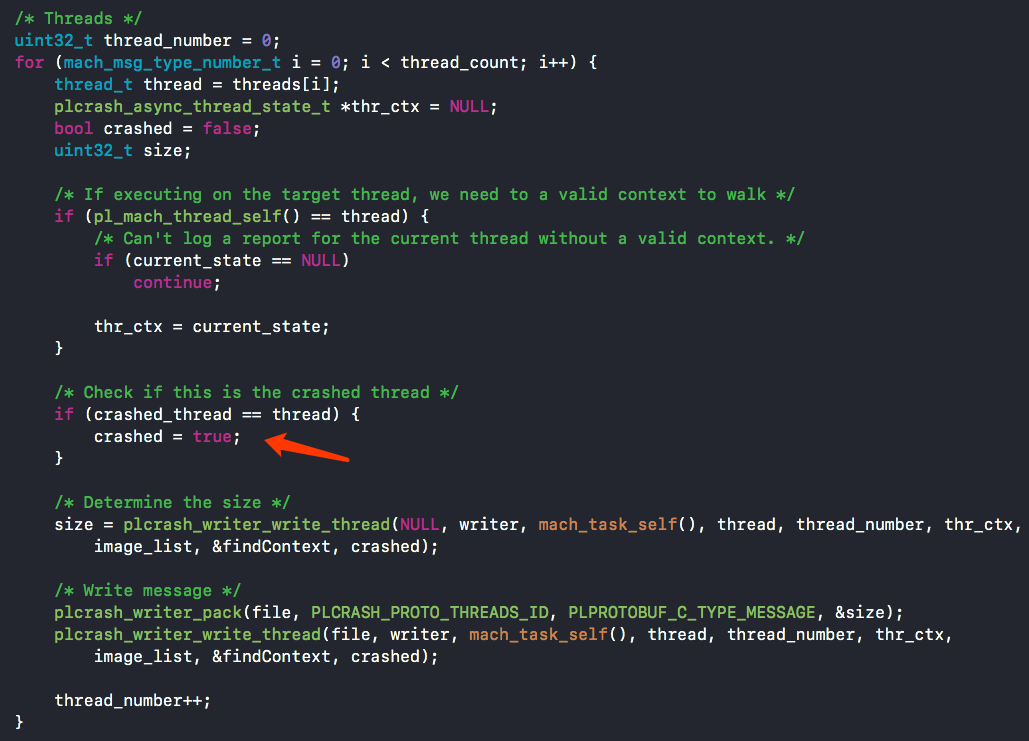 /* Threads */
uint32_t thread_number = 0;
for (mach_msg_type_number_t i = 0; i < thread_count; i++) {
    thread_t thread = threads[i];
    plcrash_async_thread_state_t *thr_ctx = NULL;
    bool crashed = false;
    uint32_t size;

    /* If executing on the target thread, we need to a valid context to walk */
    if (pl_mach_thread_self() == thread) {
        /* Can't log a report for the current thread without a valid context. */
        if (current_state == NULL)
            continue;

        thr_ctx = current_state;
    }

    /* Check if this is the crashed thread */
    if (crashed_thread == thread) {
        crashed = true;
    }

    /* Determine the size */
    size = plcrash_writer_write_thread(NULL, writer, mach_task_self(), thread, thread_number, thr_ctx,
        image_list, &findContext, crashed);

    /* Write message */
    plcrash_writer_pack(file, PLCRASH_PROTO_THREADS_ID, PLPROTOBUF_C_TYPE_MESSAGE, &size);
    plcrash_writer_write_thread(file, writer, mach_task_self(), thread, thread_number, thr_ctx,
        image_list, &findContext, crashed);

    thread_number++;
}